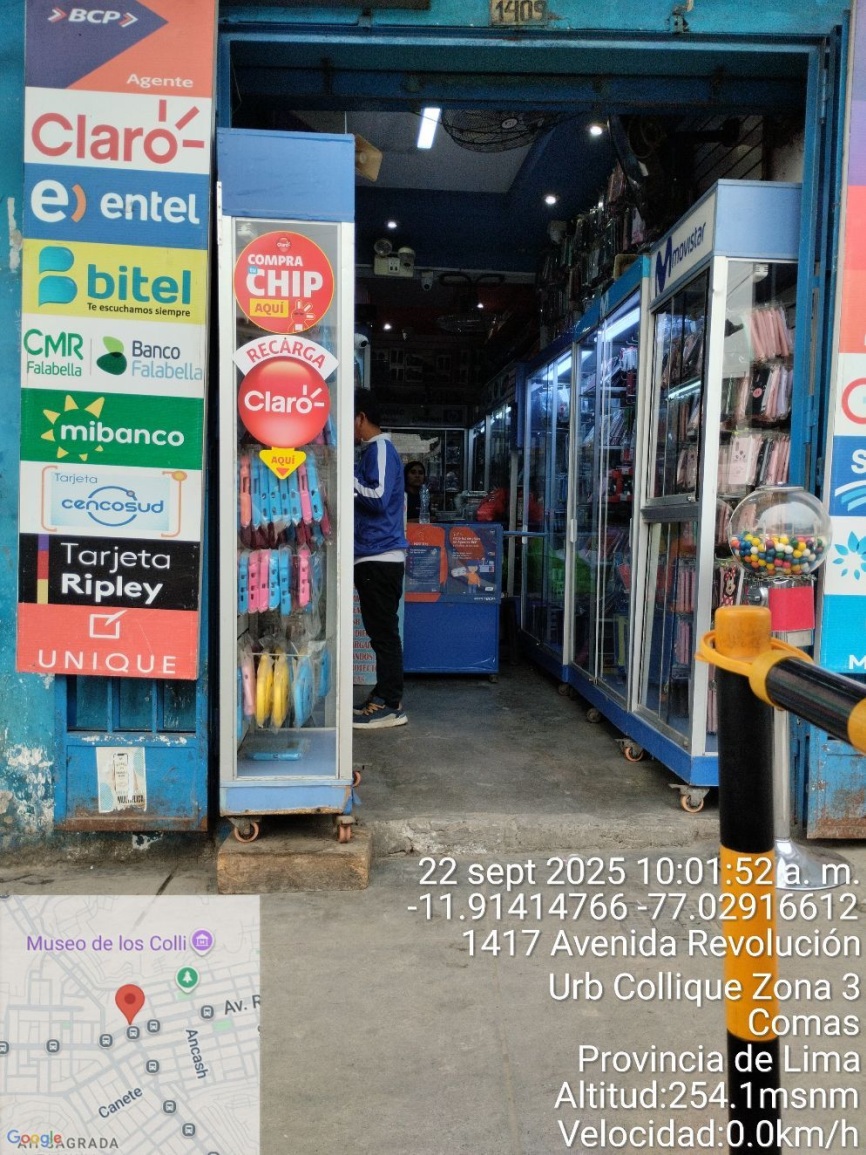 1409
BCP
Agente
Claro
e) entel
bitel
Te escuchamos siempre
CMR
Falabella
Banco
Falabella
mibanco
Tarjeta
cencosud
Tarjeta
Ripley
UNIQUE
COMPRA
CHIP
AQUÍ
RECARGA
Claro
AQUÍ
movistar
22 sept 2025 10:01:52 a. m.
-11.91414766 -77.02916612
1417 Avenida Revolución
Urb Collique Zona 3
Comas
Provincia de Lima
Altitud:254.1msnm
Velocidad:0.0km/h
Museo de los Colli
Av. R
Ancash
Canete
Google